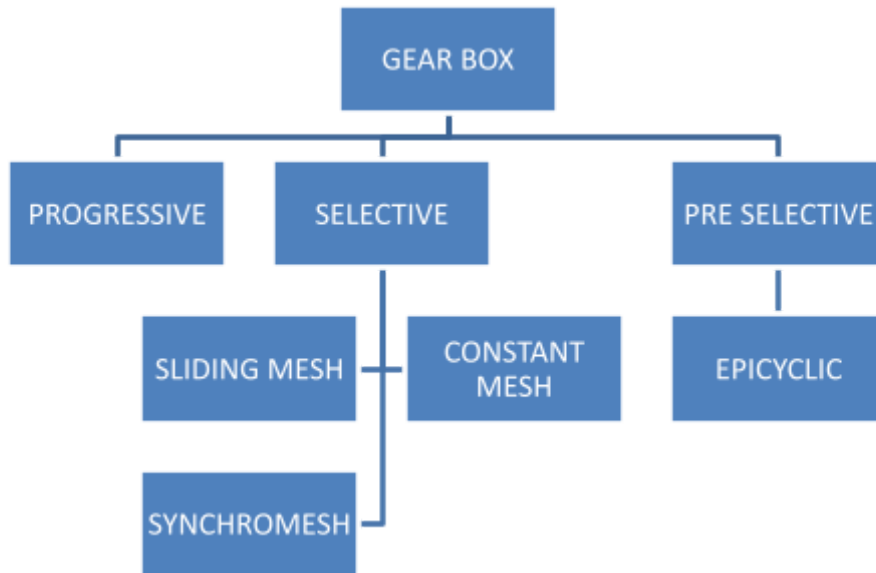 GEAR BOX
PROGRESSIVE
SELECTIVE
PRE SELECTIVE
SLIDING MESH
CONSTANT
MESH
EPICYCLIC
SYNCHROMESH